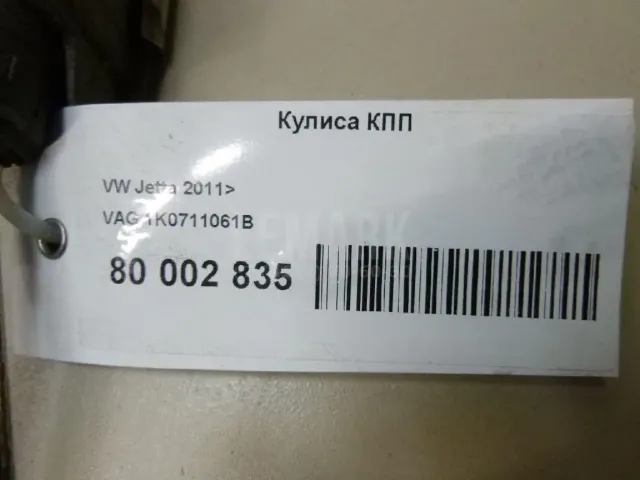 Кулиса КПП
VW Jetta 2011>
VAG 1K0711061B
80 002 835